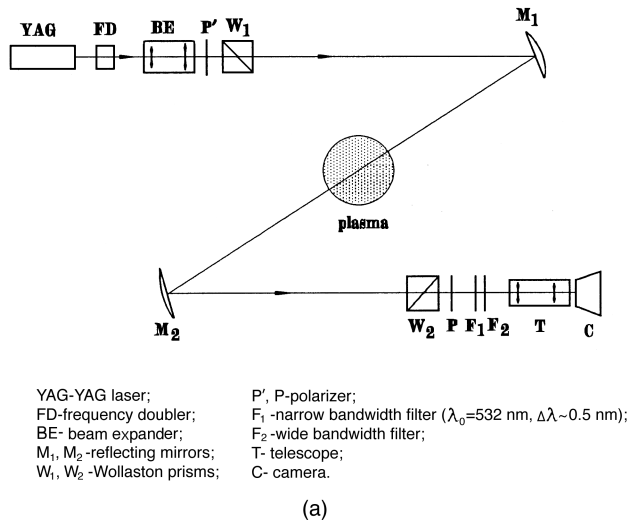 YAG FD BE P' W₁ M₁
plasma
M₂ W₂ P F₁ F₂ T C
YAG-YAG laser;
FD-frequency doubler;
BE- beam expander;
M₁, M₂ -reflecting mirrors;
W₁, W₂ -Wollaston prisms;
P', P-polarizer;
F₁ -narrow bandwidth filter (λ₀=532 nm, Δλ~0.5 nm);
F₂-wide bandwidth filter;
T- telescope;
C- camera.
(a)